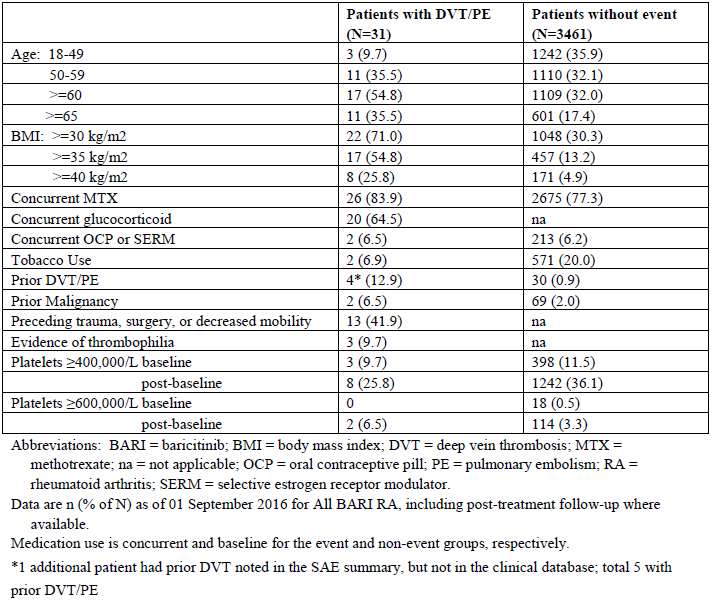 Patients with DVT/PE Patients without event
(N=31) (N=3461)
Age: 18-49 3 (9.7) 1242 (35.9)
50-59 11 (35.5) 1110 (32.1)
>=60 17 (54.8) 1109 (32.0)
>=65 11 (35.5) 601 (17.4)
BMI: >=30 kg/m2 22 (71.0) 1048 (30.3)
>=35 kg/m2 17 (54.8) 457 (13.2)
>=40 kg/m2 8 (25.8) 171 (4.9)
Concurrent MTX 26 (83.9) 2675 (77.3)
Concurrent glucocorticoid 20 (64.5) na
Concurrent OCP or SERM 2 (6.5) 213 (6.2)
Tobacco Use 2 (6.9) 571 (20.0)
Prior DVT/PE 4* (12.9) 30 (0.9)
Prior Malignancy 2 (6.5) 69 (2.0)
Preceding trauma, surgery, or decreased mobility 13 (41.9) na
Evidence of thrombophilia 3 (9.7) na
Platelets ≥400,000/L baseline 3 (9.7) 398 (11.5)
post-baseline 8 (25.8) 1242 (36.1)
Platelets ≥600,000/L baseline 0 18 (0.5)
post-baseline 2 (6.5) 114 (3.3)
Abbreviations: BARI = baricitinib; BMI = body mass index; DVT = deep vein thrombosis; MTX =
methotrexate; na = not applicable; OCP = oral contraceptive pill; PE = pulmonary embolism; RA =
rheumatoid arthritis; SERM = selective estrogen receptor modulator.
Data are n (% of N) as of 01 September 2016 for All BARI RA, including post-treatment follow-up where
available.
Medication use is concurrent and baseline for the event and non-event groups, respectively.
*1 additional patient had prior DVT noted in the SAE summary, but not in the clinical database; total 5 with
prior DVT/PE